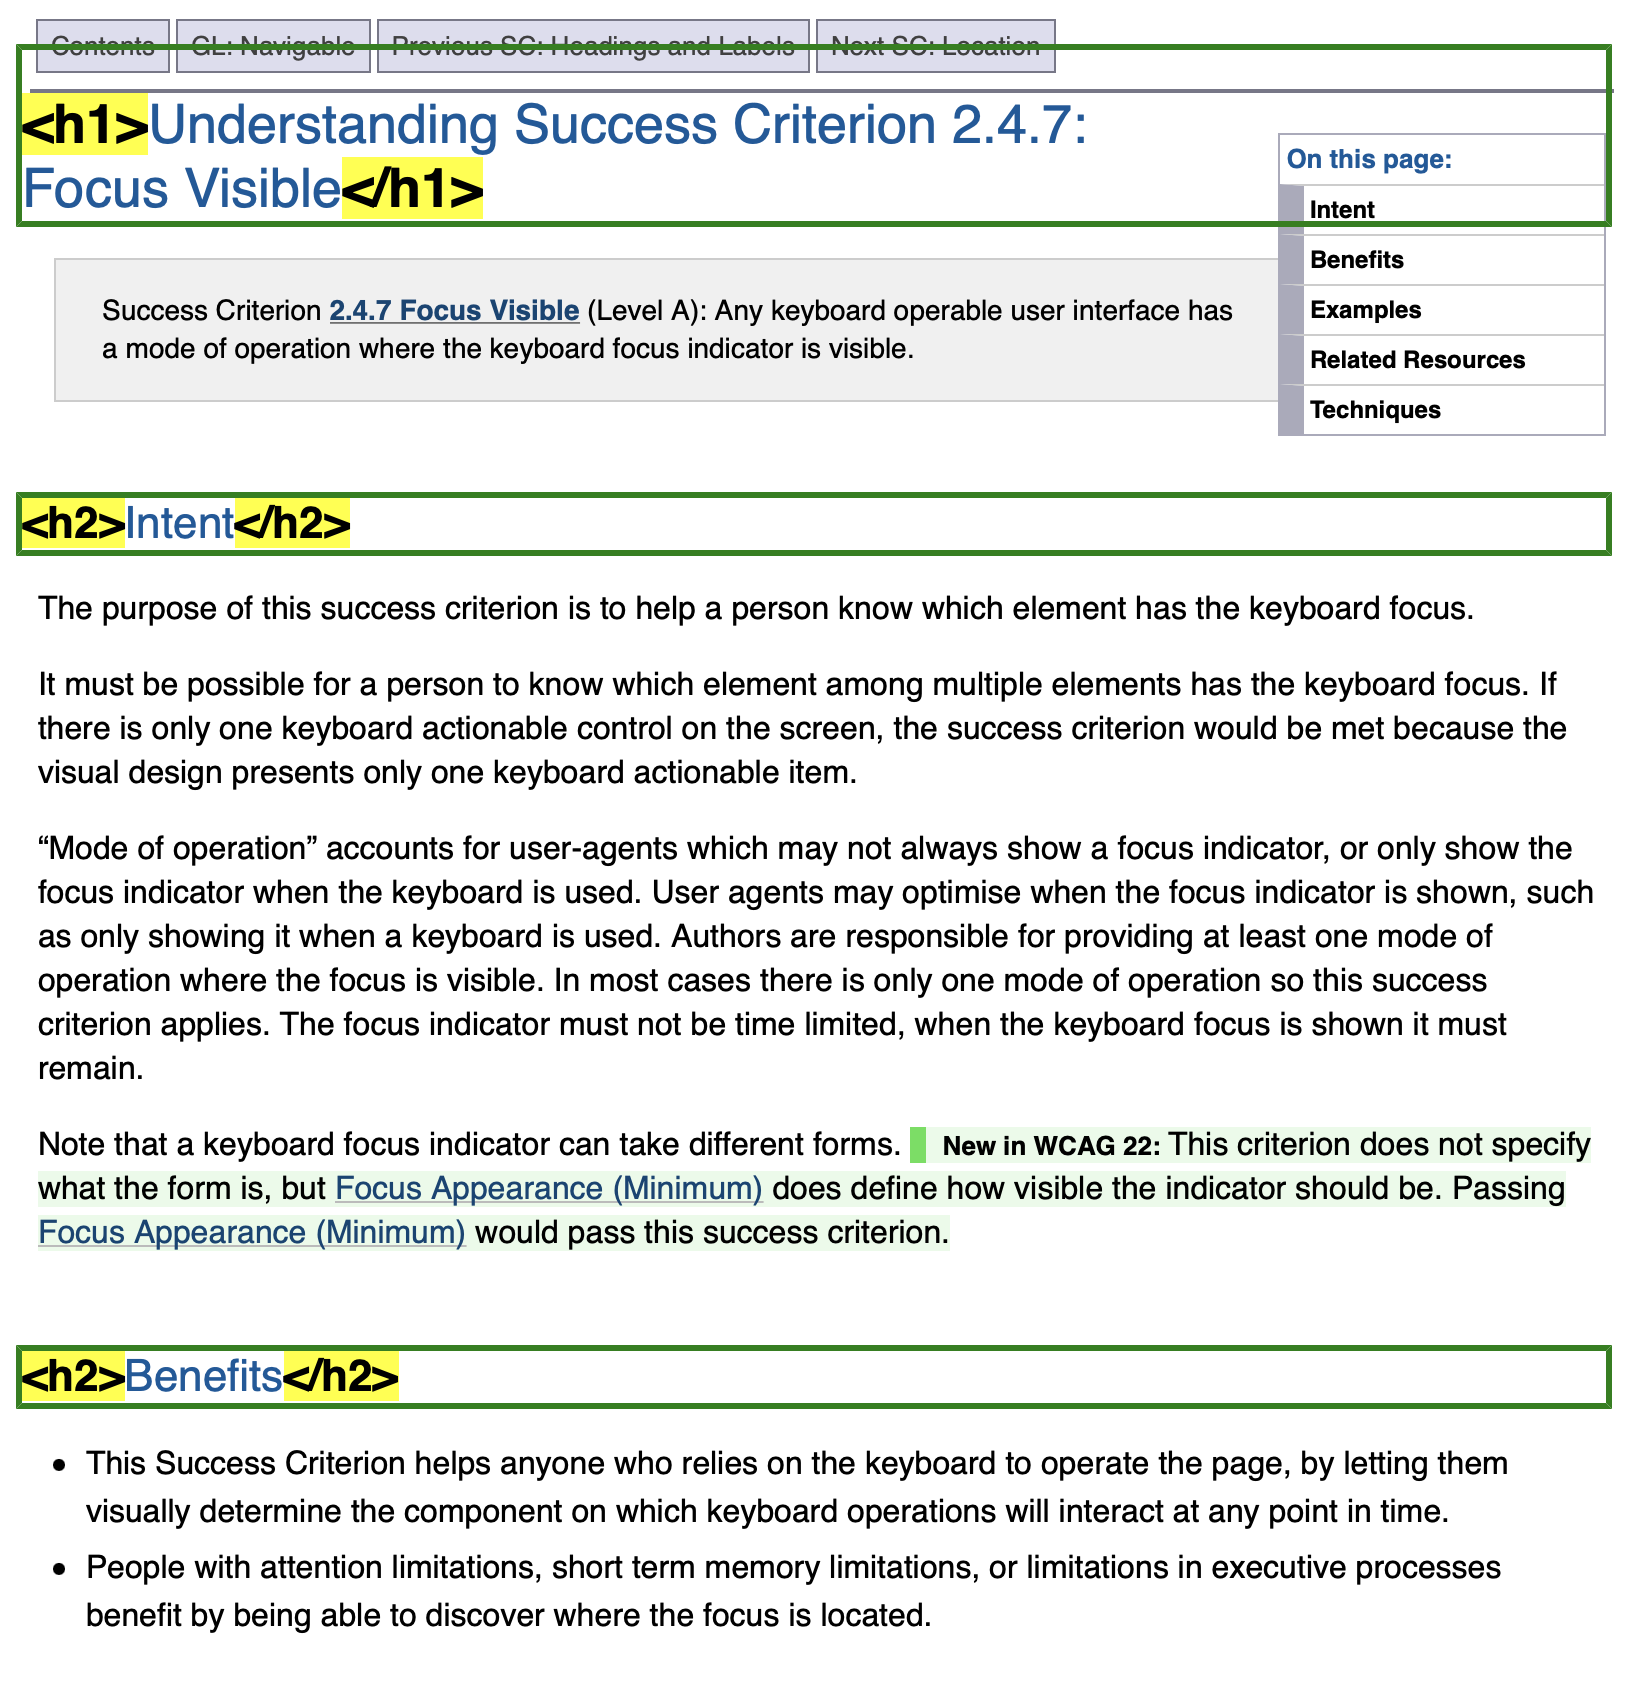 Contents GL: Navigable Previous SC: Headings and Labels Next SC: Location
<h1>Understanding Success Criterion 2.4.7:
Focus Visible</h1>
On this page:
Intent
Benefits
Examples
Related Resources
Techniques
Success Criterion 2.4.7 Focus Visible (Level A): Any keyboard operable user interface has
a mode of operation where the keyboard focus indicator is visible.
<h2>Intent</h2>
The purpose of this success criterion is to help a person know which element has the keyboard focus.
It must be possible for a person to know which element among multiple elements has the keyboard focus. If
there is only one keyboard actionable control on the screen, the success criterion would be met because the
visual design presents only one keyboard actionable item.
“Mode of operation” accounts for user-agents which may not always show a focus indicator, or only show the
focus indicator when the keyboard is used. User agents may optimise when the focus indicator is shown, such
as only showing it when a keyboard is used. Authors are responsible for providing at least one mode of
operation where the focus is visible. In most cases there is only one mode of operation so this success
criterion applies. The focus indicator must not be time limited, when the keyboard focus is shown it must
remain.
Note that a keyboard focus indicator can take different forms. New in WCAG 22: This criterion does not specify
what the form is, but Focus Appearance (Minimum) does define how visible the indicator should be. Passing
Focus Appearance (Minimum) would pass this success criterion.
<h2>Benefits</h2>
• This Success Criterion helps anyone who relies on the keyboard to operate the page, by letting them
visually determine the component on which keyboard operations will interact at any point in time.
• People with attention limitations, short term memory limitations, or limitations in executive processes
benefit by being able to discover where the focus is located.